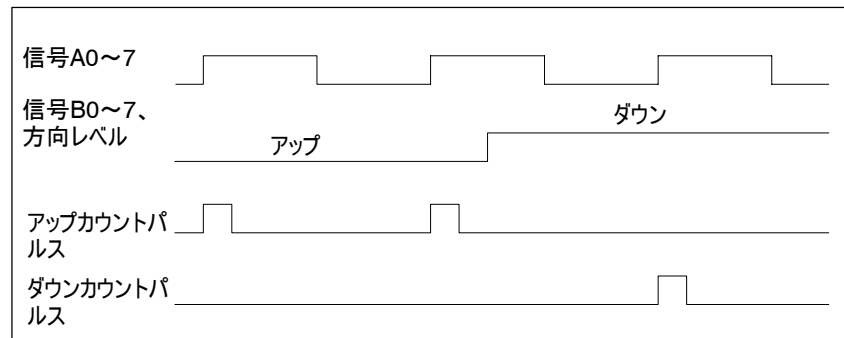 信号A0～7
信号B0～7、
方向レベル
ダウン
アップ
アップカウントパ
ルス
ダウンカウントパ
ルス